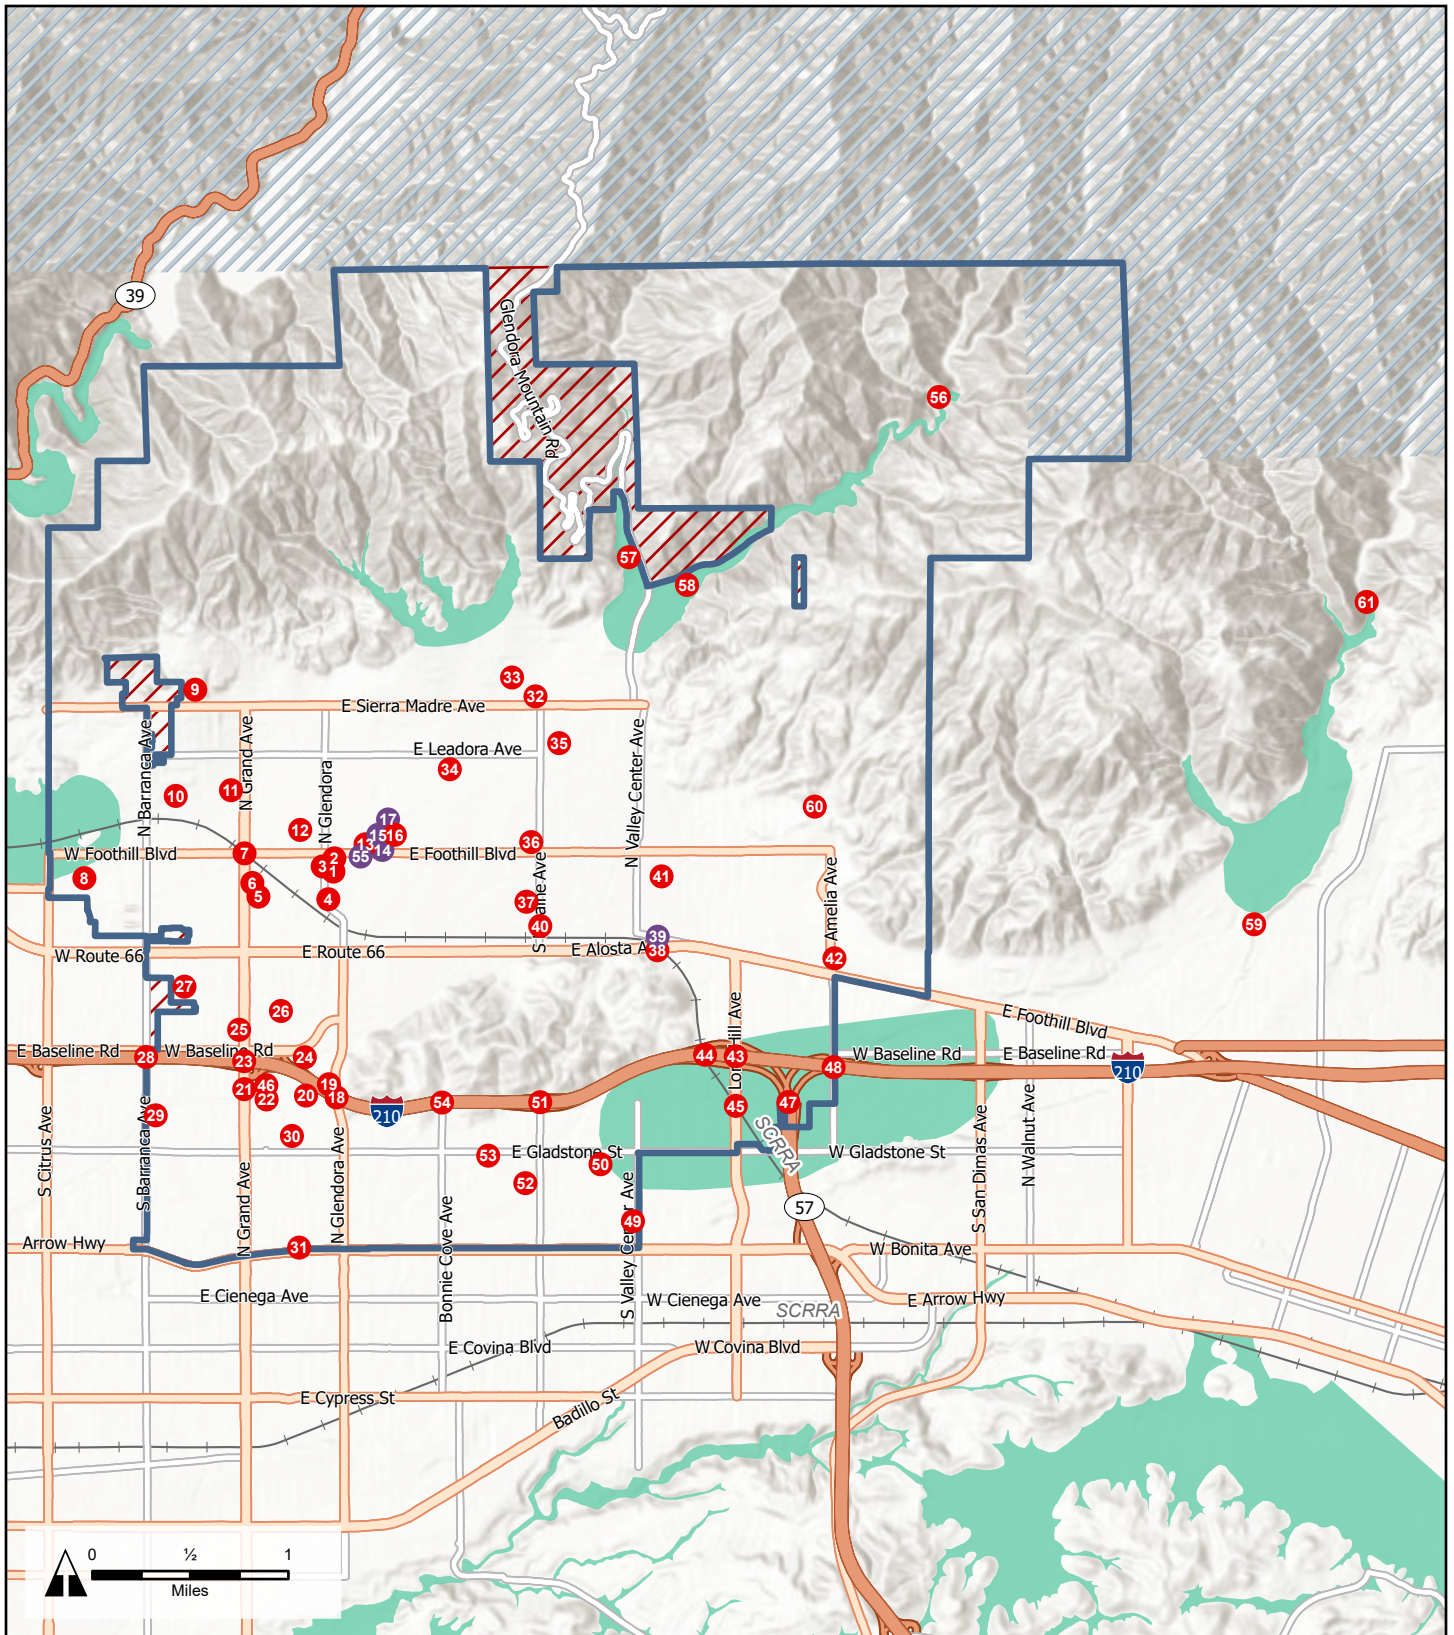 39
Glendora Mountain Rd
56
57
58
61
33
9
32
E Sierra Madre Ave
35
E Leadora Ave
34
N Barranca Ave
N Grand Ave
N Glendora
N Valley Center Ave
11
10
60
17
12
15
16
13
36
14
W Foothill Blvd
7
2
55
E Foothill Blvd
3
1
8
6
41
5
4
37
Amelia Ave
40
39
W Route 66
E Route 66
E Alosta A
38
59
42
27
26
25
E Foothill Blvd
E Baseline Rd
28
W Baseline Rd
23
24
44
43
W Baseline Rd
E Baseline Rd
48
210
19
46
21
22
20
18
210
54
51
45
47
29
SCRRA
30
53
E Gladstone St
W Gladstone St
50
52
S Citrus Ave
S Barranca Ave
N Grand Ave
N Glendora Ave
Bonnie Cove Ave
S San Dimas Ave
N Walnut Ave
57
49
Arrow Hwy
31
W Bonita Ave
E Cienega Ave
W Cienega Ave
E Arrow Hwy
SCRRA
E Covina Blvd
W Covina Blvd
E Cypress St
Badillo St
0 ½ 1
Miles